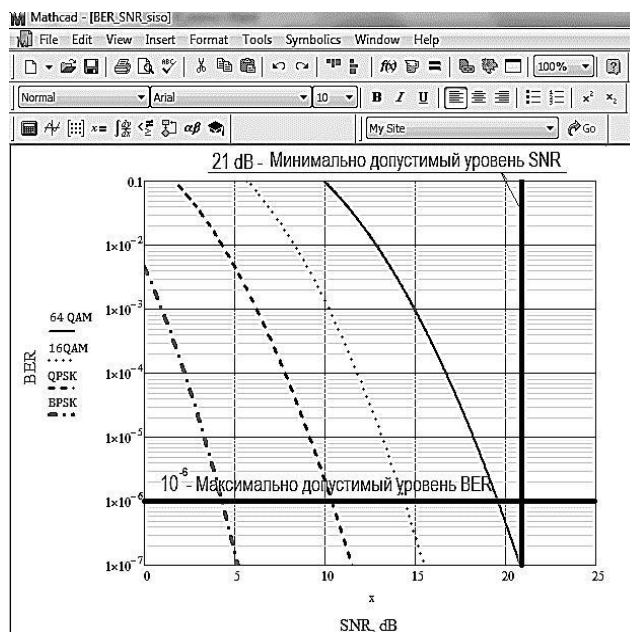 Mathcad - [BER_SNR_siso]
File Edit View Insert Format Tools Symbolics Window Help
100%
Normal Arial 10 B I U
My Site Go
21 dB - Минимально допустимый уровень SNR
0.1
1×10⁻²
1×10⁻³
1×10⁻⁴
1×10⁻⁵
1×10⁻⁶
1×10⁻⁷
BER
64 QAM
16QAM
QPSK
BPSK
10⁻⁶ - Максимально допустимый уровень BER
0 5 10 15 20 25
x
SNR, dB